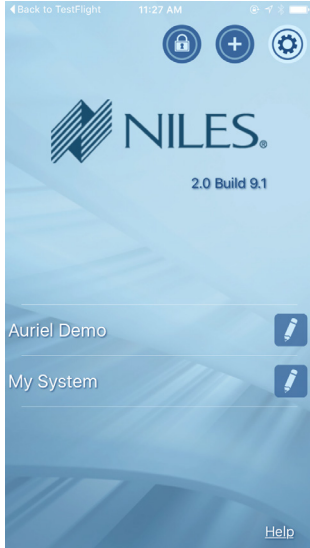 Back to TestFlight 11:27 AM
NILES®
2.0 Build 9.1
Auriel Demo
My System
Help